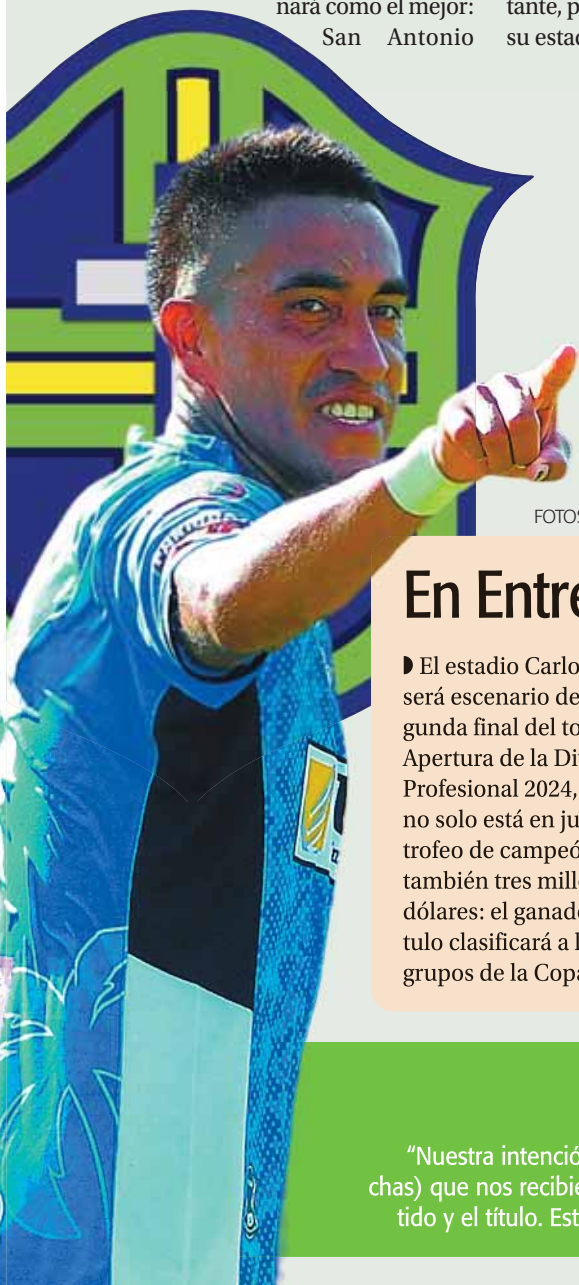 nará como el mejor:
San Antonio
tante, p
su estad
FOTOS
En Entre
El estadio Carlo
será escenario de
gunda final del to
Apertura de la Di
Profesional 2024,
no solo está en ju
trofeo de campeó
también tres mill
dólares: el ganad
tulo clasificará a l
grupos de la Copa
“Nuestra intenció
chas) que nos recibie
tido y el título. Est